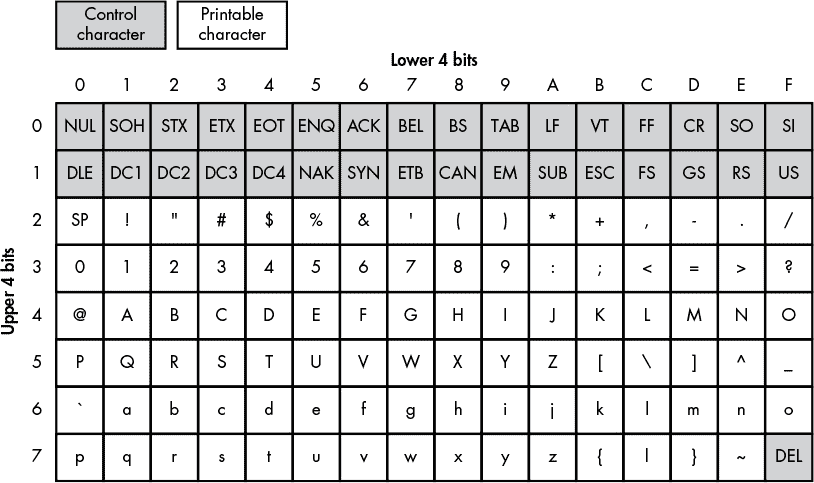 Control character
Printable character
Lower 4 bits
0 1 2 3 4 5 6 7 8 9 A B C D E F
Upper 4 bits
0 NUL SOH STX ETX EOT ENQ ACK BEL BS TAB LF VT FF CR SO SI
1 DLE DC1 DC2 DC3 DC4 NAK SYN ETB CAN EM SUB ESC FS GS RS US
2 SP ! " # $ % & ' ( ) * + , - . /
3 0 1 2 3 4 5 6 7 8 9 : ; < = > ?
4 @ A B C D E F G H I J K L M N O
5 P Q R S T U V W X Y Z [ \ ] ^ _
6 ` a b c d e f g h i j k l m n o
7 p q r s t u v w x y z { | } ~ DEL